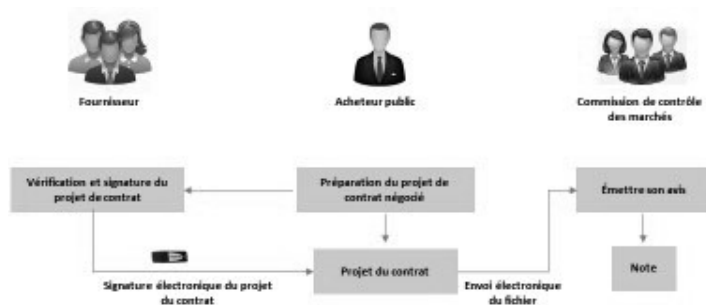 Fournisseur
Acheteur public
Commission de contrôle
des marchés
Vérification et signature du
projet de contrat
Préparation du projet de
contrat négocié
Émettre son avis
Projet du contrat
Note
Signature électronique du projet
du contrat
Envoi électronique
du fichier